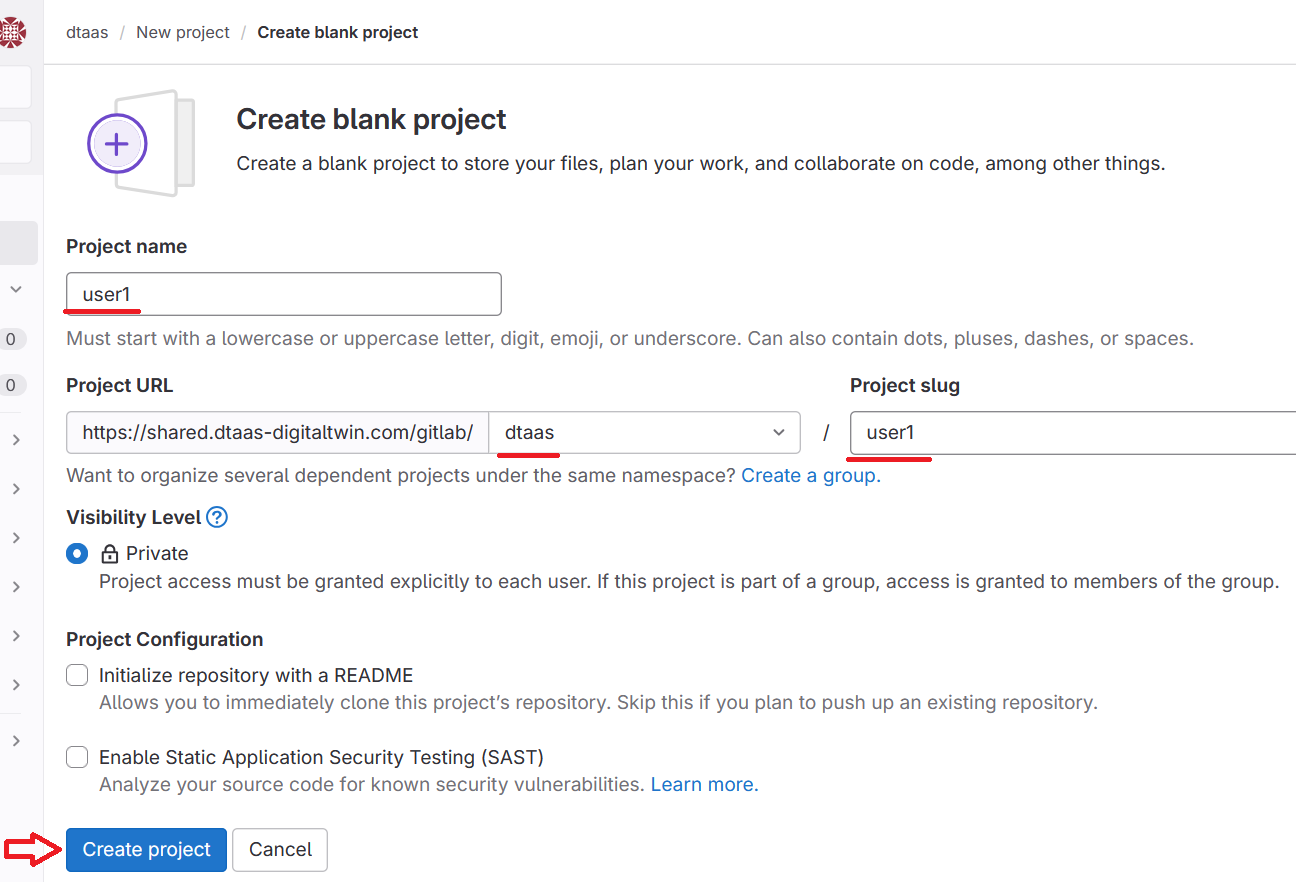 dtaas / New project / Create blank project
Create blank project
Create a blank project to store your files, plan your work, and collaborate on code, among other things.
Project name
user1
Must start with a lowercase or uppercase letter, digit, emoji, or underscore. Can also contain dots, pluses, dashes, or spaces.
0
0
Project URL
Project slug
https://shared.dtaas-digitaltwin.com/gitlab/ dtaas / user1
Want to organize several dependent projects under the same namespace? Create a group.
Visibility Level ?
Private
Project access must be granted explicitly to each user. If this project is part of a group, access is granted to members of the group.
Project Configuration
Initialize repository with a README
Allows you to immediately clone this project’s repository. Skip this if you plan to push up an existing repository.
Enable Static Application Security Testing (SAST)
Analyze your source code for known security vulnerabilities. Learn more.
Create project Cancel